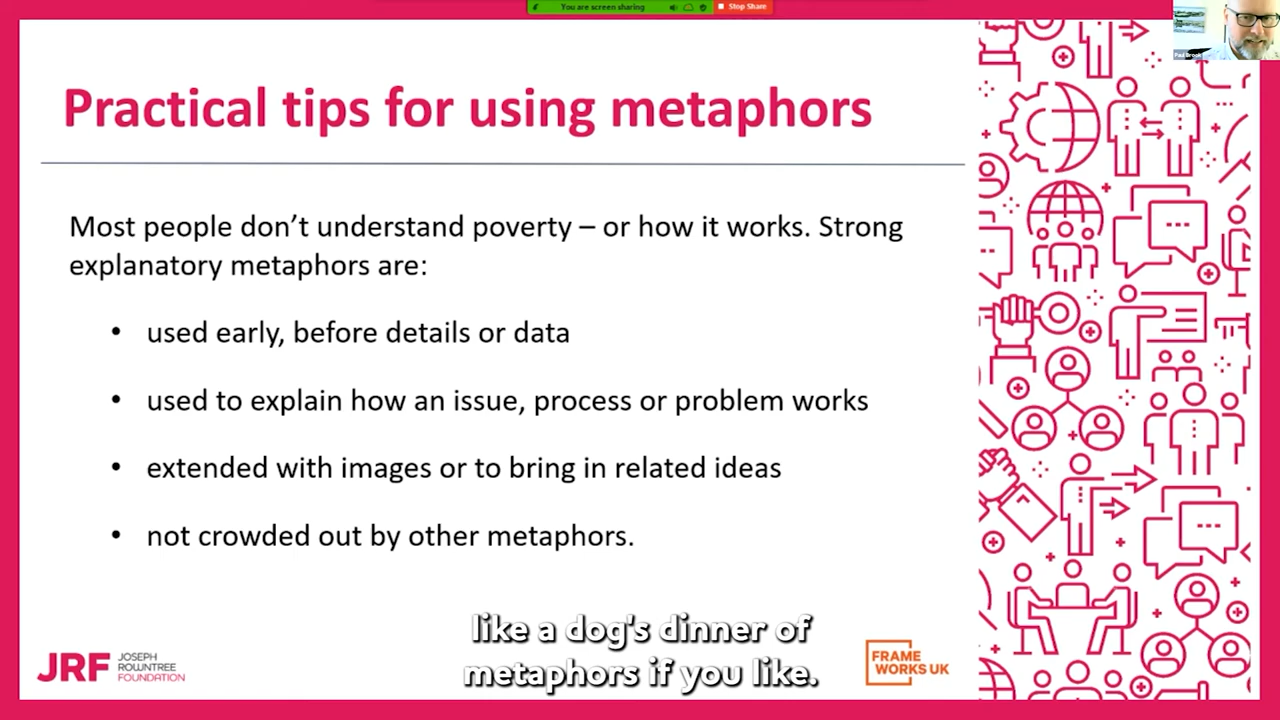 You are screen sharing
Stop Share
Practical tips for using metaphors
Most people don’t understand poverty – or how it works. Strong
explanatory metaphors are:
• used early, before details or data
• used to explain how an issue, process or problem works
• extended with images or to bring in related ideas
• not crowded out by other metaphors.
like a dog's dinner of
metaphors if you like.
JRF
JOSEPH
ROWNTREE
FOUNDATION
FRAME
WORKS UK